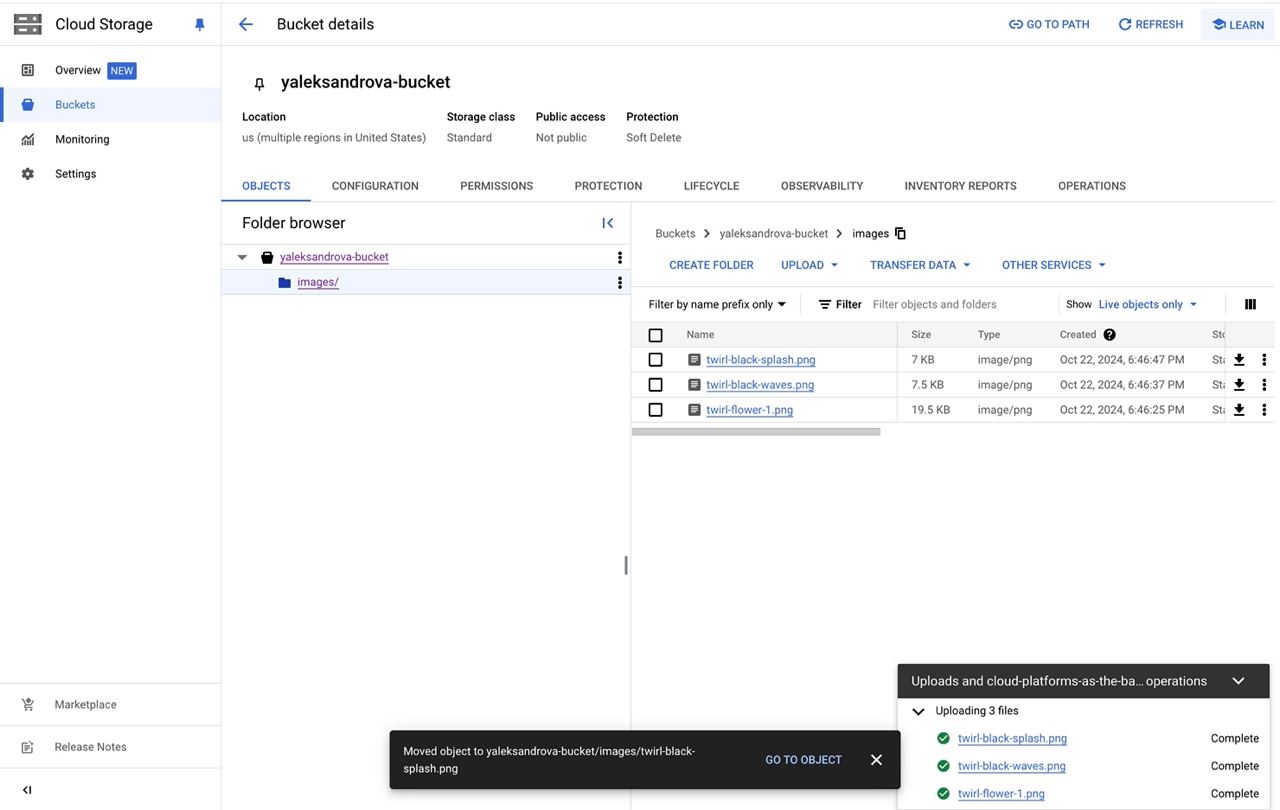 Cloud Storage
Bucket details
GO TO PATH
REFRESH
LEARN
Overview NEW
Buckets
Monitoring
Settings
yaleksandrova-bucket
Location Storage class Public access Protection
us (multiple regions in United States) Standard Not public Soft Delete
OBJECTS CONFIGURATION PERMISSIONS PROTECTION LIFECYCLE OBSERVABILITY INVENTORY REPORTS OPERATIONS
Folder browser
yaleksandrova-bucket
images/
Buckets yaleksandrova-bucket images
CREATE FOLDER UPLOAD TRANSFER DATA OTHER SERVICES
Filter by name prefix only Filter Filter objects and folders Show Live objects only
Name Size Type Created
twirl-black-splash.png 7 KB image/png Oct 22, 2024, 6:46:47 PM
twirl-black-waves.png 7.5 KB image/png Oct 22, 2024, 6:46:37 PM
twirl-flower-1.png 19.5 KB image/png Oct 22, 2024, 6:46:25 PM
Marketplace
Release Notes
Moved object to yaleksandrova-bucket/images/twirl-black-
splash.png
GO TO OBJECT
Uploads and cloud-platforms-as-the-ba... operations
Uploading 3 files
twirl-black-splash.png Complete
twirl-black-waves.png Complete
twirl-flower-1.png Complete